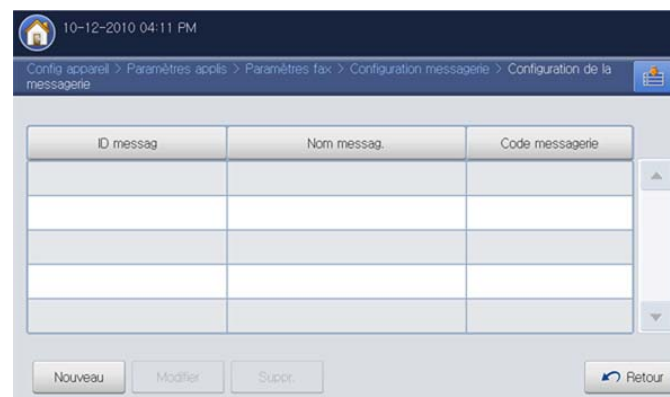 10-12-2010 04:11 PM
Config appareil > Paramètres applis > Paramètres fax > Configuration messagerie > Configuration de la
messagerie
ID messag Nom messag. Code messagerie
Nouveau Modifier Suppr. Retour